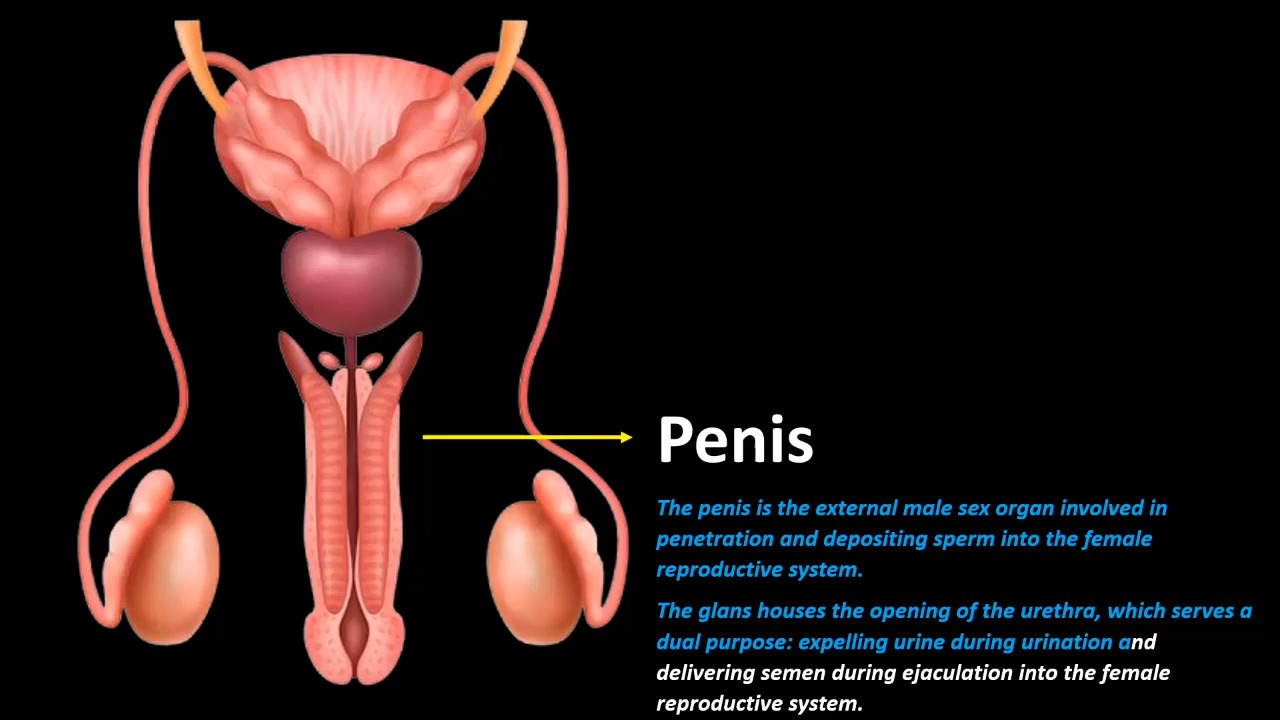 Penis
The penis is the external male sex organ involved in
penetration and depositing sperm into the female
reproductive system.
The glans houses the opening of the urethra, which serves a
dual purpose: expelling urine during urination and
delivering semen during ejaculation into the female
reproductive system.